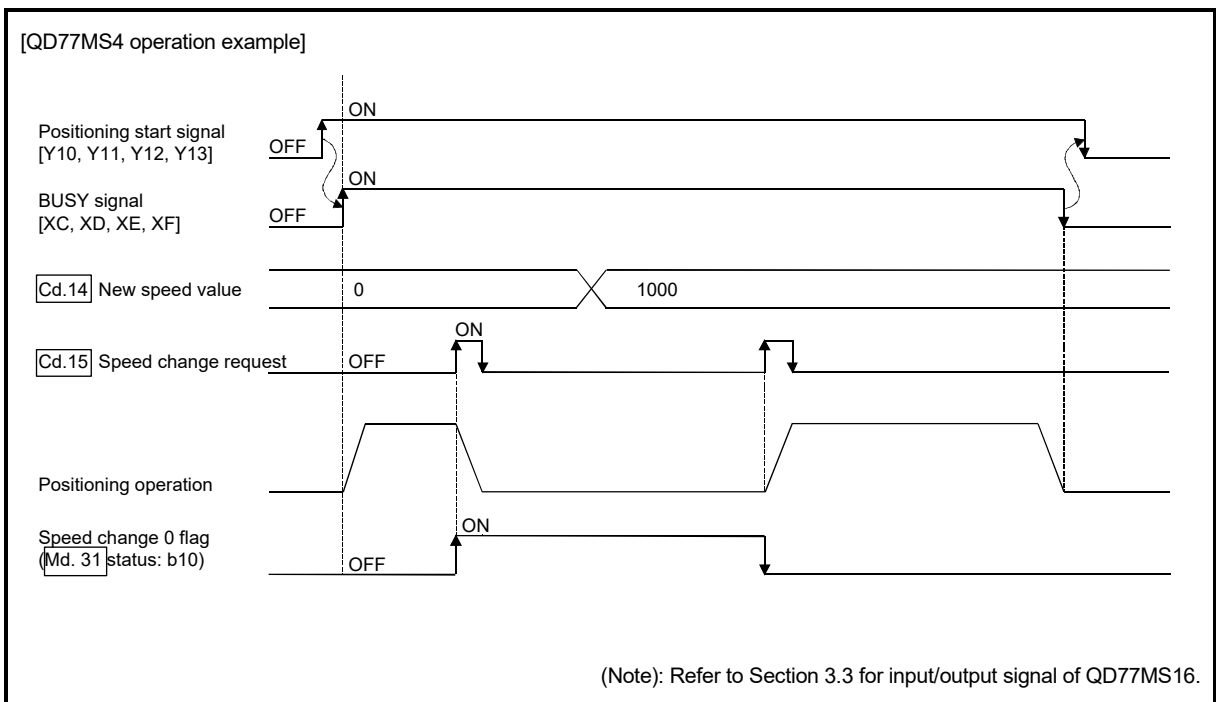 [QD77MS4 operation example]
ON
Positioning start signal
[Y10, Y11, Y12, Y13]
OFF
ON
BUSY signal
[XC, XD, XE, XF]
OFF
Cd.14 New speed value
0
1000
ON
Cd.15 Speed change request
OFF
Positioning operation
ON
Speed change 0 flag
(Md. 31 status: b10)
OFF
(Note): Refer to Section 3.3 for input/output signal of QD77MS16.